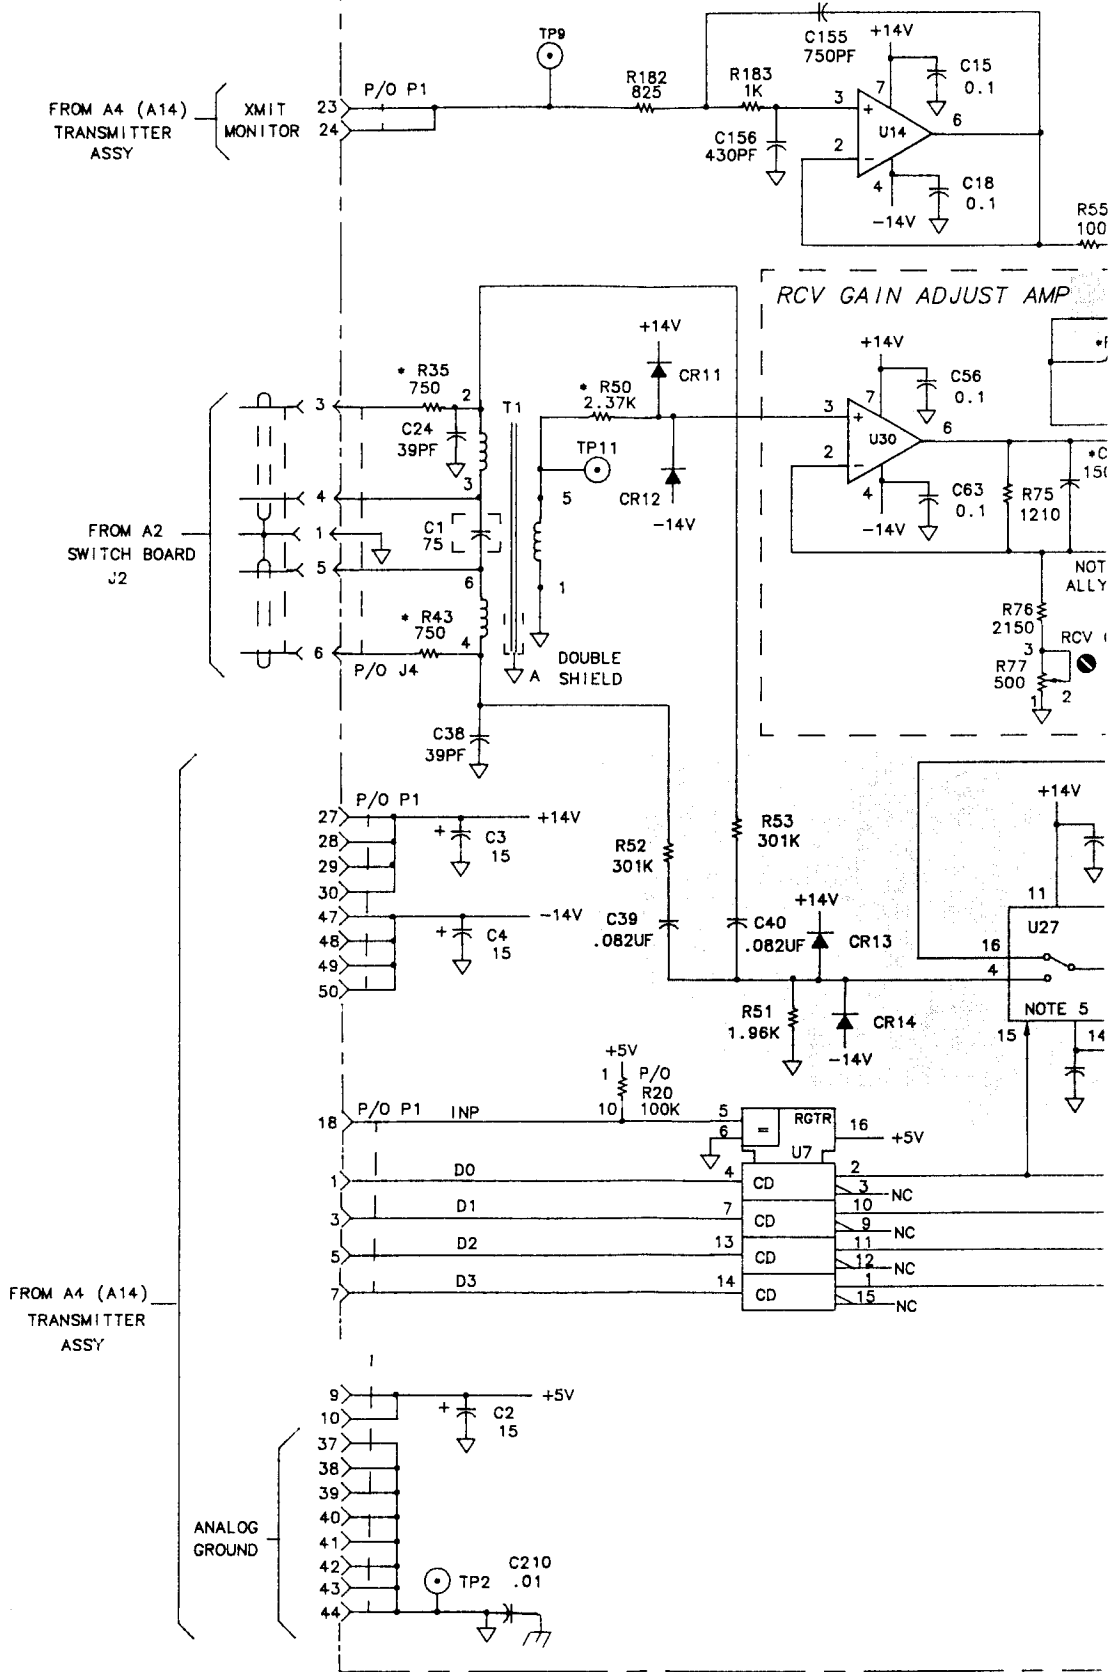 TP9
C155
750PF
+14V
C15
0.1
FROM A4 (A14)
TRANSMITTER
ASSY
XMIT
MONITOR
P/O P1
23
24
R182
825
R183
1K
C156
430PF
3
+
2
-
7
U14
6
4
C18
0.1
-14V
R55
100
RCV GAIN ADJUST AMP
+14V
CR11
* R35
750
2
C24
39PF
T1
* R50
2.37K
TP11
5
CR12
-14V
+14V
C56
0.1
3
+
2
-
7
U30
6
4
C63
0.1
-14V
R75
1210
*C
150
3
4
1
5
6
FROM A2
SWITCH BOARD
J2
3
C1
75
6
1
* R43
750
4
P/O J4
A
DOUBLE
SHIELD
NOT
ALLY
R76
2150
3
RCV
R77
500
1
2
C38
39PF
P/O P1
27
28
29
30
47
48
49
50
+14V
+
C3
15
-14V
+
C4
15
R52
301K
R53
301K
C39
.082UF
C40
.082UF
+14V
CR13
R51
1.96K
CR14
-14V
+14V
11
U27
16
4
NOTE 5
15
14
+5V
1
P/O
R20
100K
10
18
P/O P1
INP
5
6
=
RGTR
16
+5V
U7
1
D0
4
CD
2
3
NC
3
D1
7
CD
10
9
NC
5
D2
13
CD
11
12
NC
7
D3
14
CD
1
15
NC
FROM A4 (A14)
TRANSMITTER
ASSY
9
10
+5V
+
C2
15
37
38
39
40
41
42
43
44
ANALOG
GROUND
TP2
C210
.01